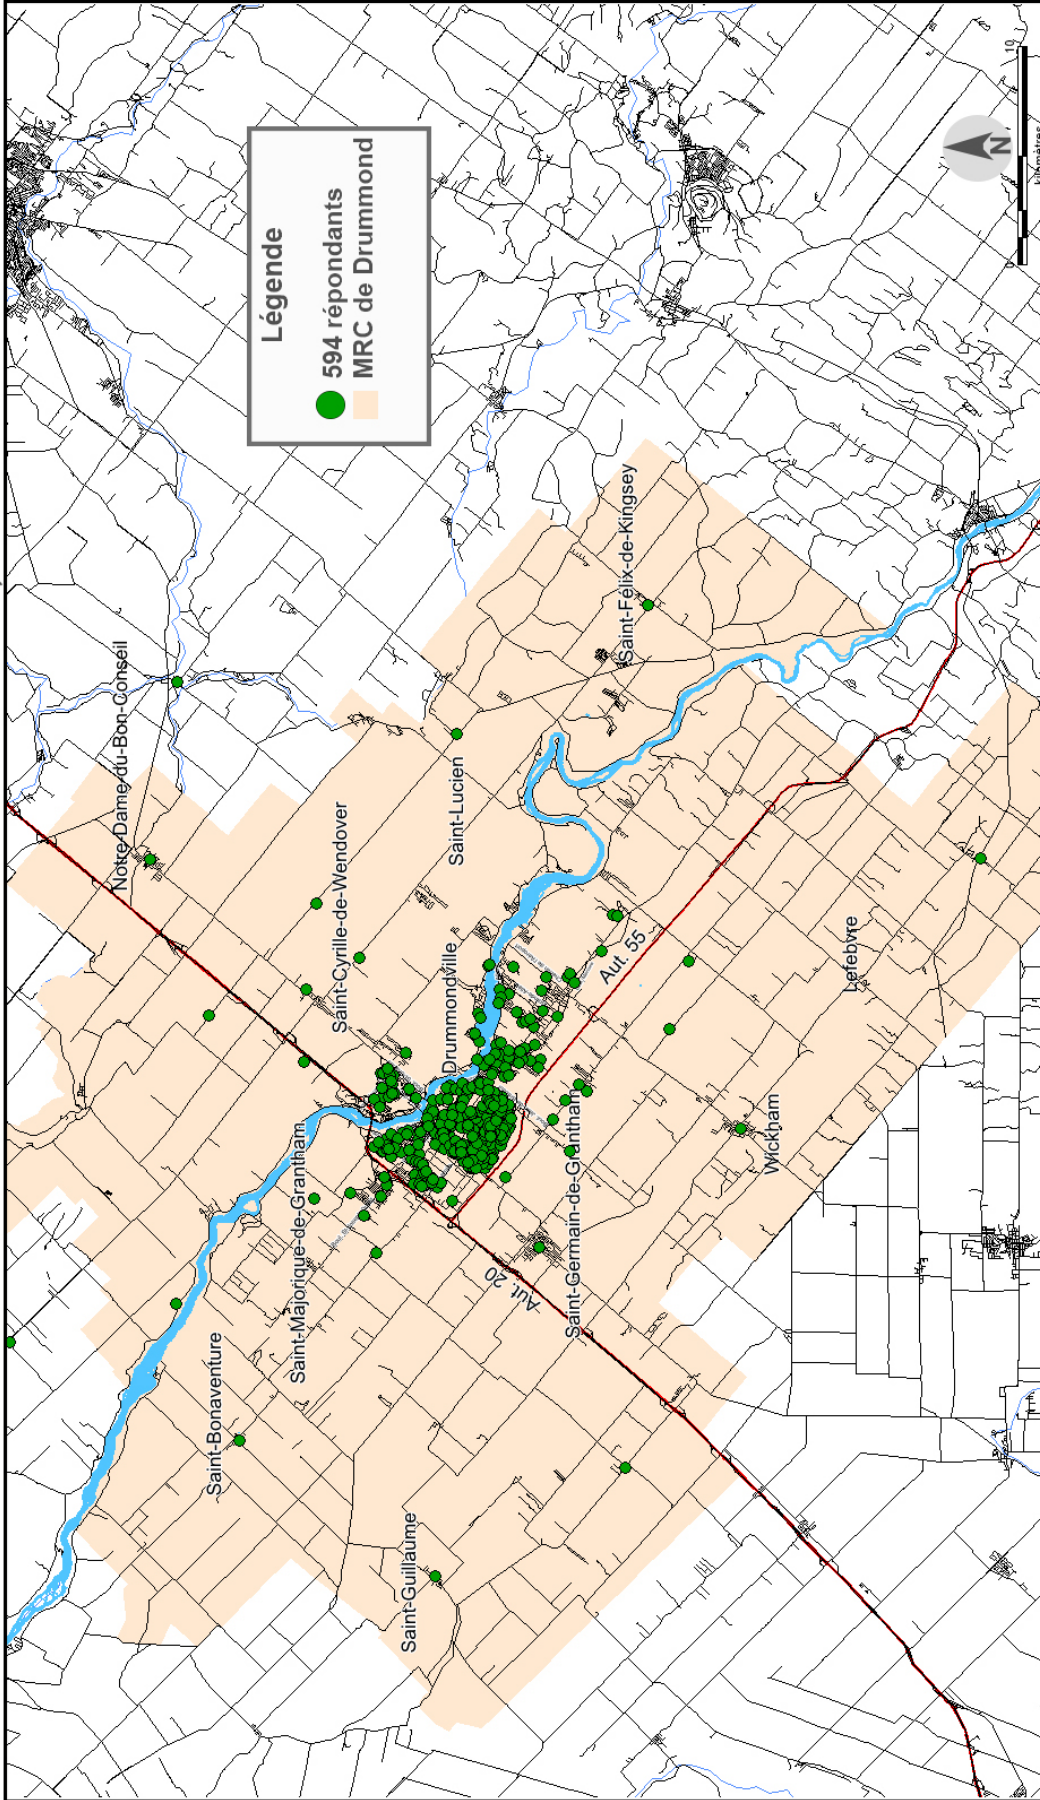 Légende
594 répondants
MRC de Drummond
Notre-Dame-du-Bon-Conseil
Saint-Cyrille-de-Wendover
Saint-Lucien
Saint-Félix-de-Kingsey
Drummondville
Saint-Majorique-de-Grantham
Saint-Bonaventure
Saint-Guillaume
Saint-Germain-de-Grantham
Aut. 20
Aut. 55
Wickham
Lefebvre
N
0
10
kilomètres